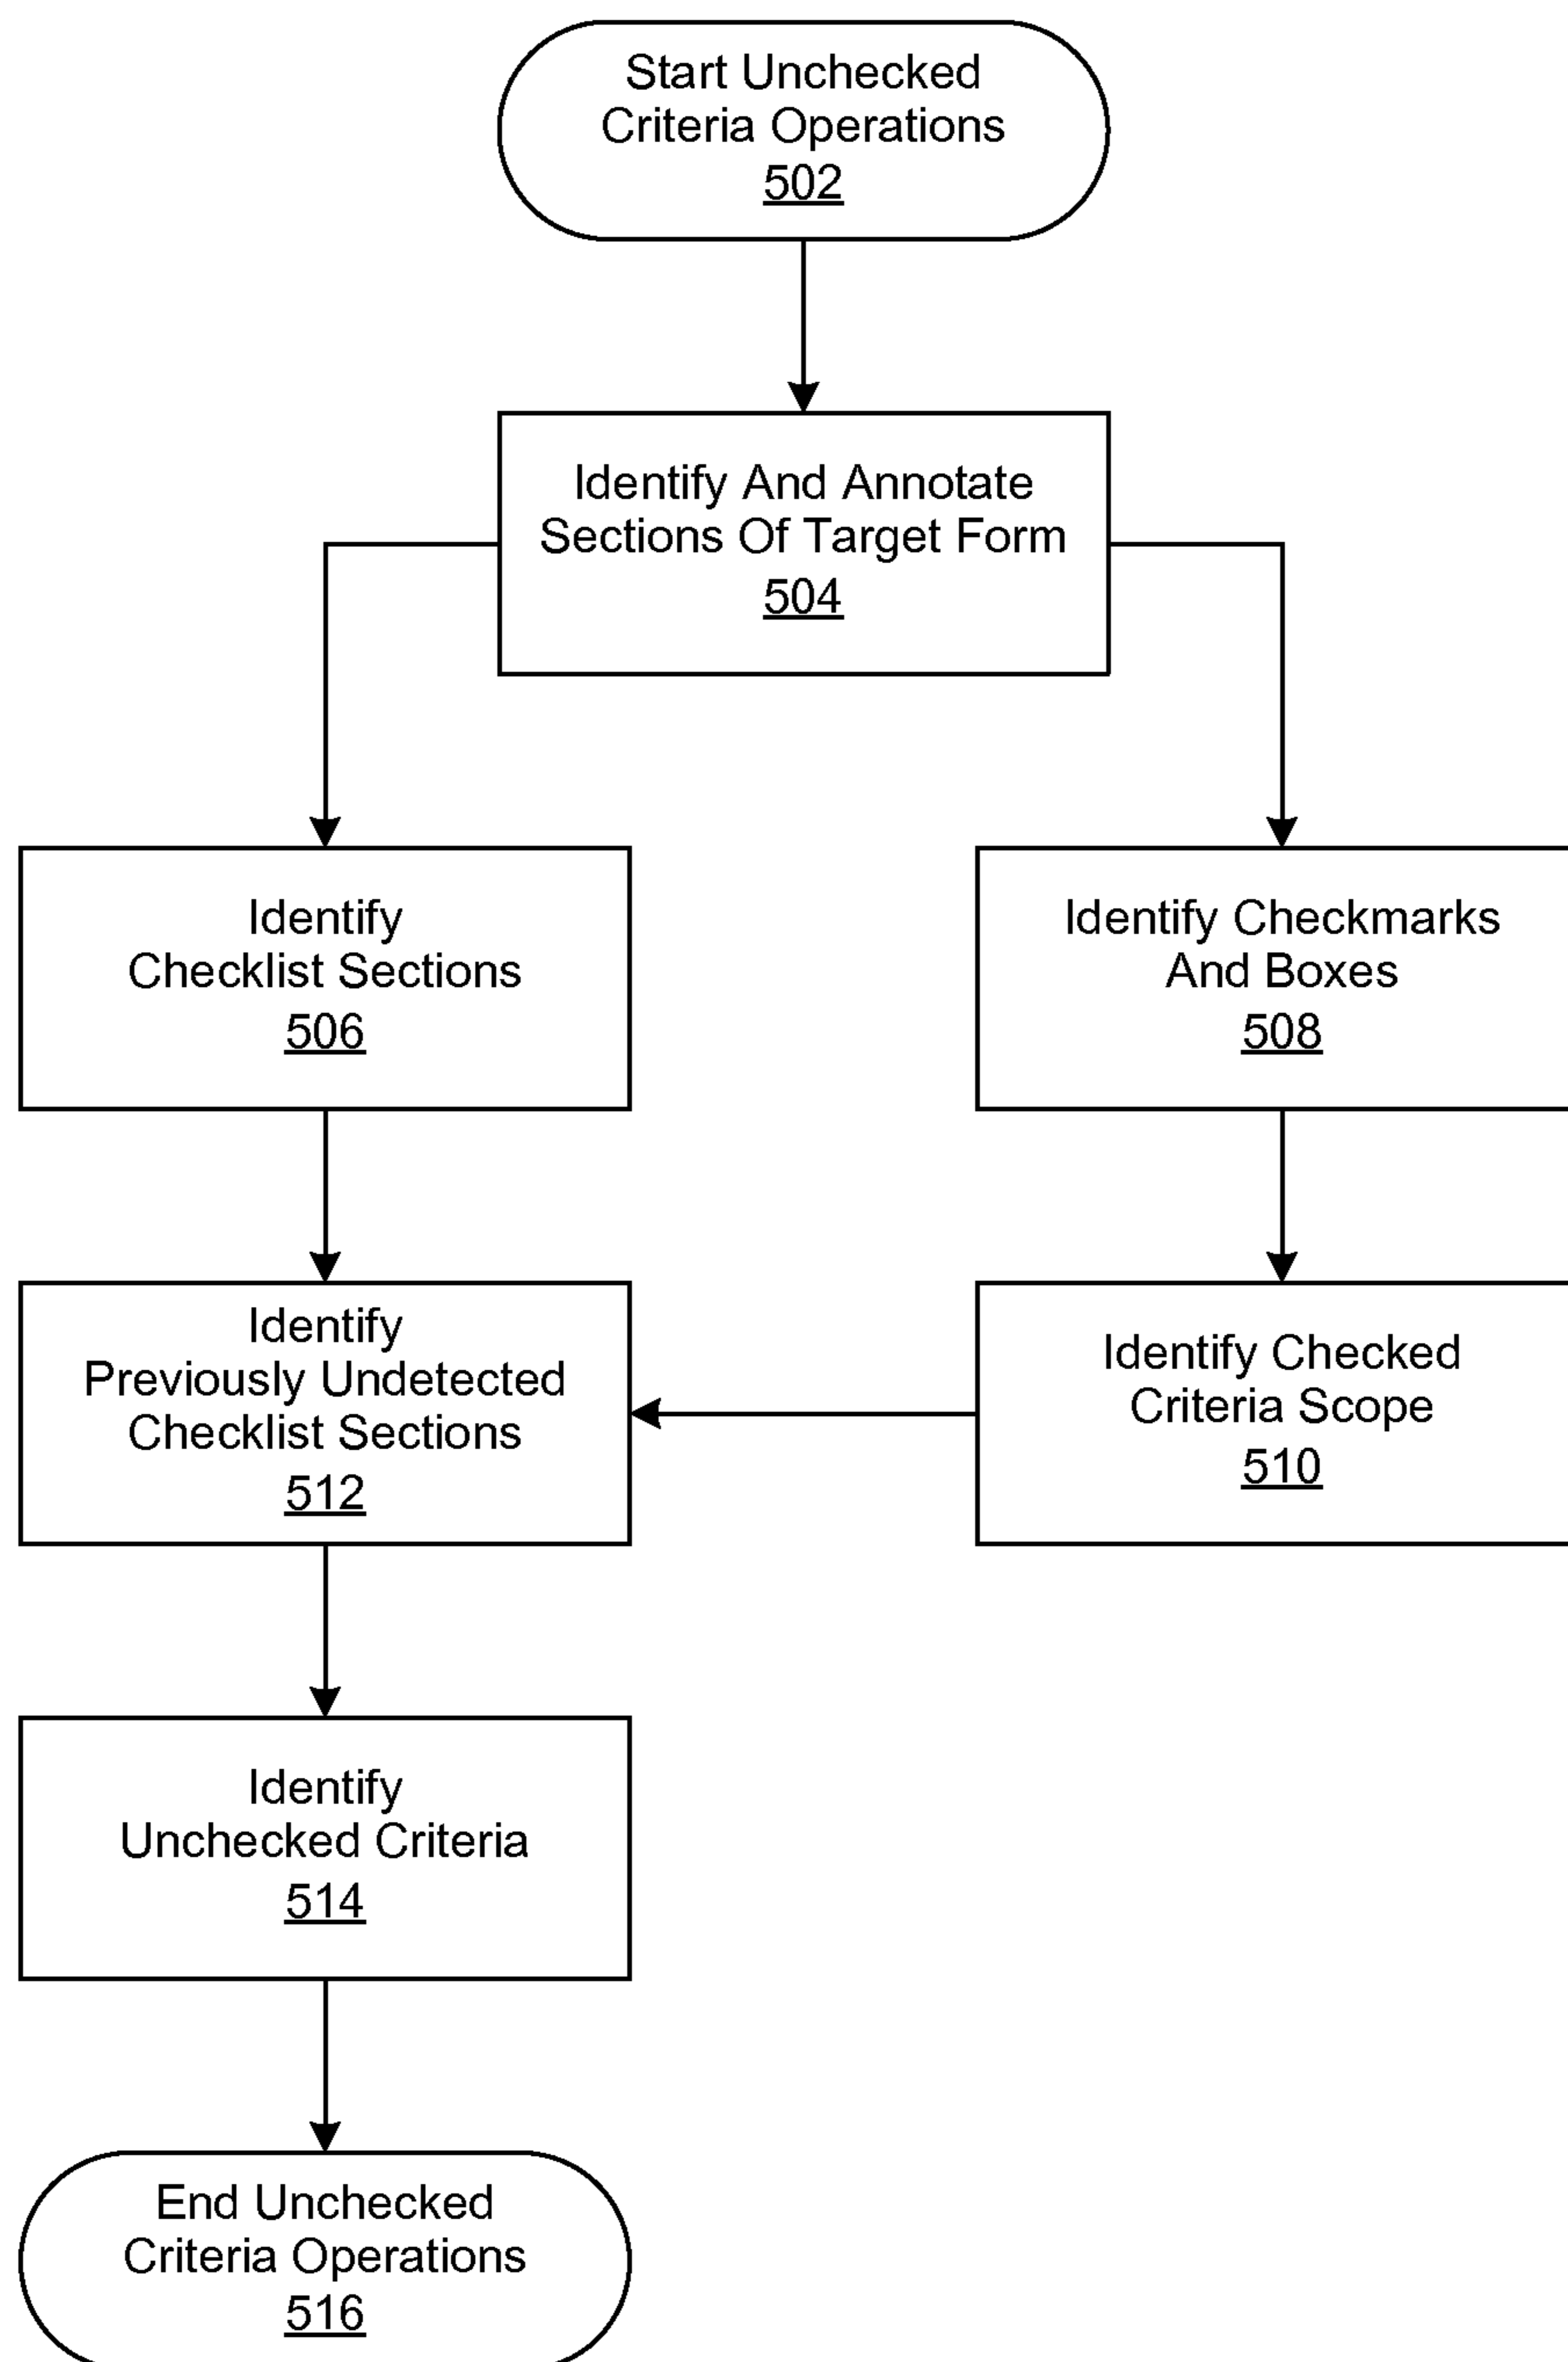 Start Unchecked
Criteria Operations
502
Identify And Annotate
Sections Of Target Form
504
Identify
Checklist Sections
506
Identify Checkmarks
And Boxes
508
Identify
Previously Undetected
Checklist Sections
512
Identify Checked
Criteria Scope
510
Identify
Unchecked Criteria
514
End Unchecked
Criteria Operations
516